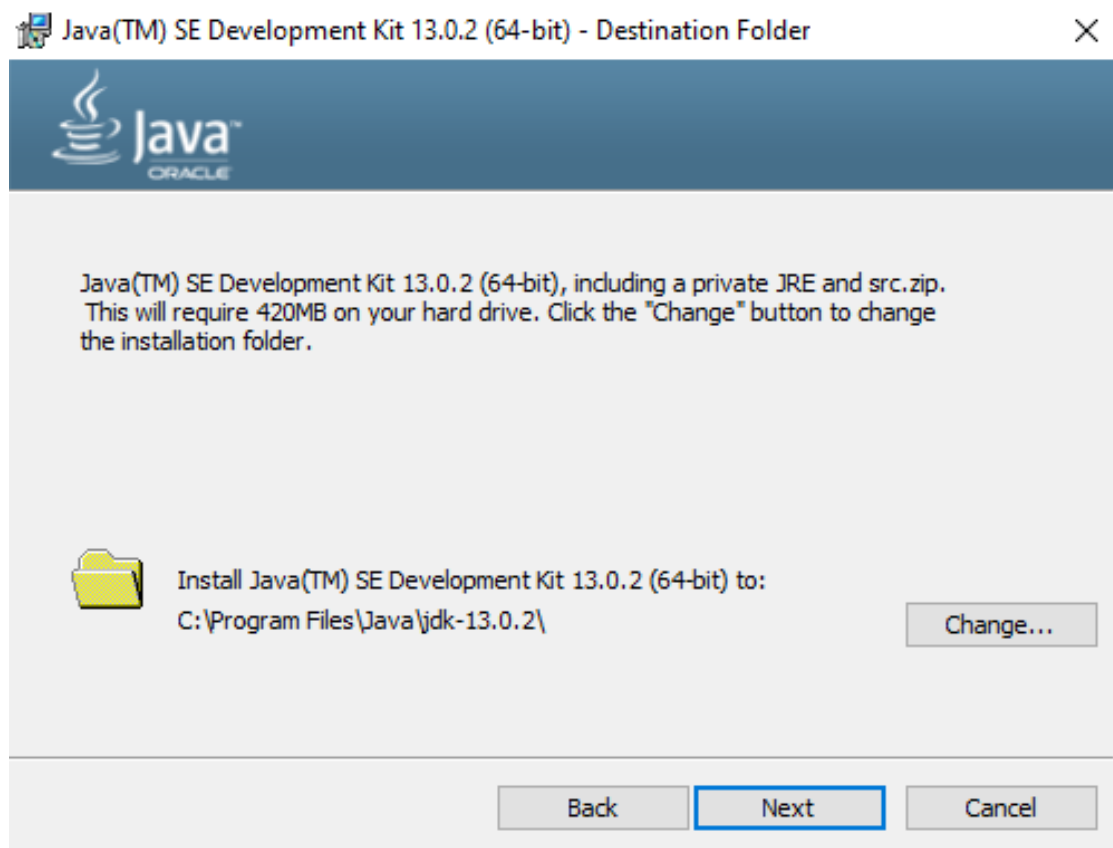 Java(TM) SE Development Kit 13.0.2 (64-bit) - Destination Folder
Java™
ORACLE
Java(TM) SE Development Kit 13.0.2 (64-bit), including a private JRE and src.zip.
This will require 420MB on your hard drive. Click the "Change" button to change
the installation folder.
Install Java(TM) SE Development Kit 13.0.2 (64-bit) to:
C:\Program Files\Java\jdk-13.0.2\
Change...
Back
Next
Cancel